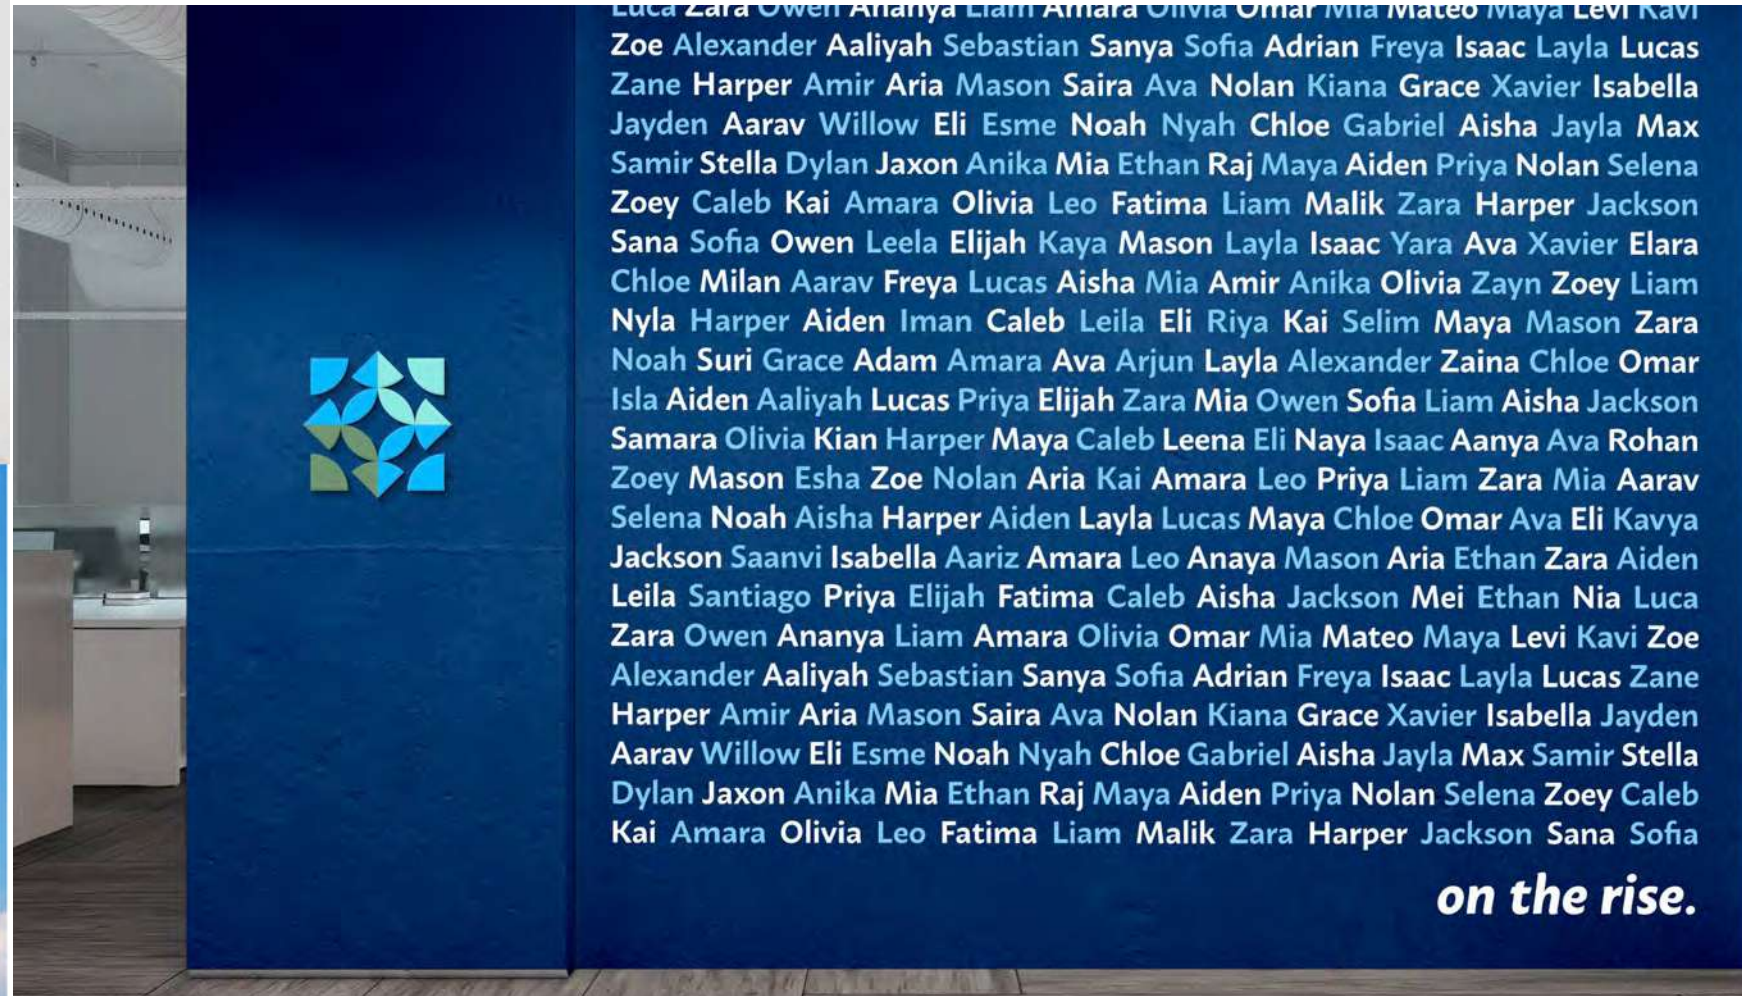 Luca Zara Owen Ananya Liam Amara Olivia Omar Mia Mateo Maya Levi Kavi
Zoe Alexander Aaliyah Sebastian Sanya Sofia Adrian Freya Isaac Layla Lucas
Zane Harper Amir Aria Mason Saira Ava Nolan Kiana Grace Xavier Isabella
Jayden Aarav Willow Eli Esme Noah Nyah Chloe Gabriel Aisha Jayla Max
Samir Stella Dylan Jaxon Anika Mia Ethan Raj Maya Aiden Priya Nolan Selena
Zoey Caleb Kai Amara Olivia Leo Fatima Liam Malik Zara Harper Jackson
Sana Sofia Owen Leela Elijah Kaya Mason Layla Isaac Yara Ava Xavier Elara
Chloe Milan Aarav Freya Lucas Aisha Mia Amir Anika Olivia Zayn Zoey Liam
Nyla Harper Aiden Iman Caleb Leila Eli Riya Kai Selim Maya Mason Zara
Noah Suri Grace Adam Amara Ava Arjun Layla Alexander Zaina Chloe Omar
Isla Aiden Aaliyah Lucas Priya Elijah Zara Mia Owen Sofia Liam Aisha Jackson
Samara Olivia Kian Harper Maya Caleb Leena Eli Naya Isaac Aanya Ava Rohan
Zoey Mason Esha Zoe Nolan Aria Kai Amara Leo Priya Liam Zara Mia Aarav
Selena Noah Aisha Harper Aiden Layla Lucas Maya Chloe Omar Ava Eli Kavya
Jackson Saanvi Isabella Aariz Amara Leo Anaya Mason Aria Ethan Zara Aiden
Leila Santiago Priya Elijah Fatima Caleb Aisha Jackson Mei Ethan Nia Luca
Zara Owen Ananya Liam Amara Olivia Omar Mia Mateo Maya Levi Kavi Zoe
Alexander Aaliyah Sebastian Sanya Sofia Adrian Freya Isaac Layla Lucas Zane
Harper Amir Aria Mason Saira Ava Nolan Kiana Grace Xavier Isabella Jayden
Aarav Willow Eli Esme Noah Nyah Chloe Gabriel Aisha Jayla Max Samir Stella
Dylan Jaxon Anika Mia Ethan Raj Maya Aiden Priya Nolan Selena Zoey Caleb
Kai Amara Olivia Leo Fatima Liam Malik Zara Harper Jackson Sana Sofia
on the rise.